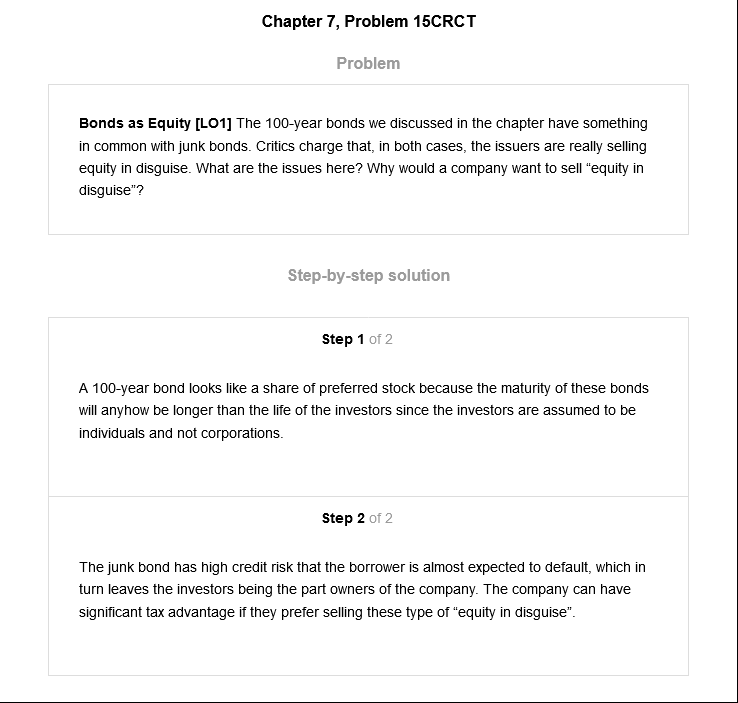 Chapter 7, Problem 15CRCT
Problem
Bonds as Equity [LO1] The 100-year bonds we discussed in the chapter have something
in common with junk bonds. Critics charge that, in both cases, the issuers are really selling
equity in disguise. What are the issues here? Why would a company want to sell “equity in
disguise”?
Step-by-step solution
Step 1 of 2
A 100-year bond looks like a share of preferred stock because the maturity of these bonds
will anyhow be longer than the life of the investors since the investors are assumed to be
individuals and not corporations.
Step 2 of 2
The junk bond has high credit risk that the borrower is almost expected to default, which in
turn leaves the investors being the part owners of the company. The company can have
significant tax advantage if they prefer selling these type of “equity in disguise”.